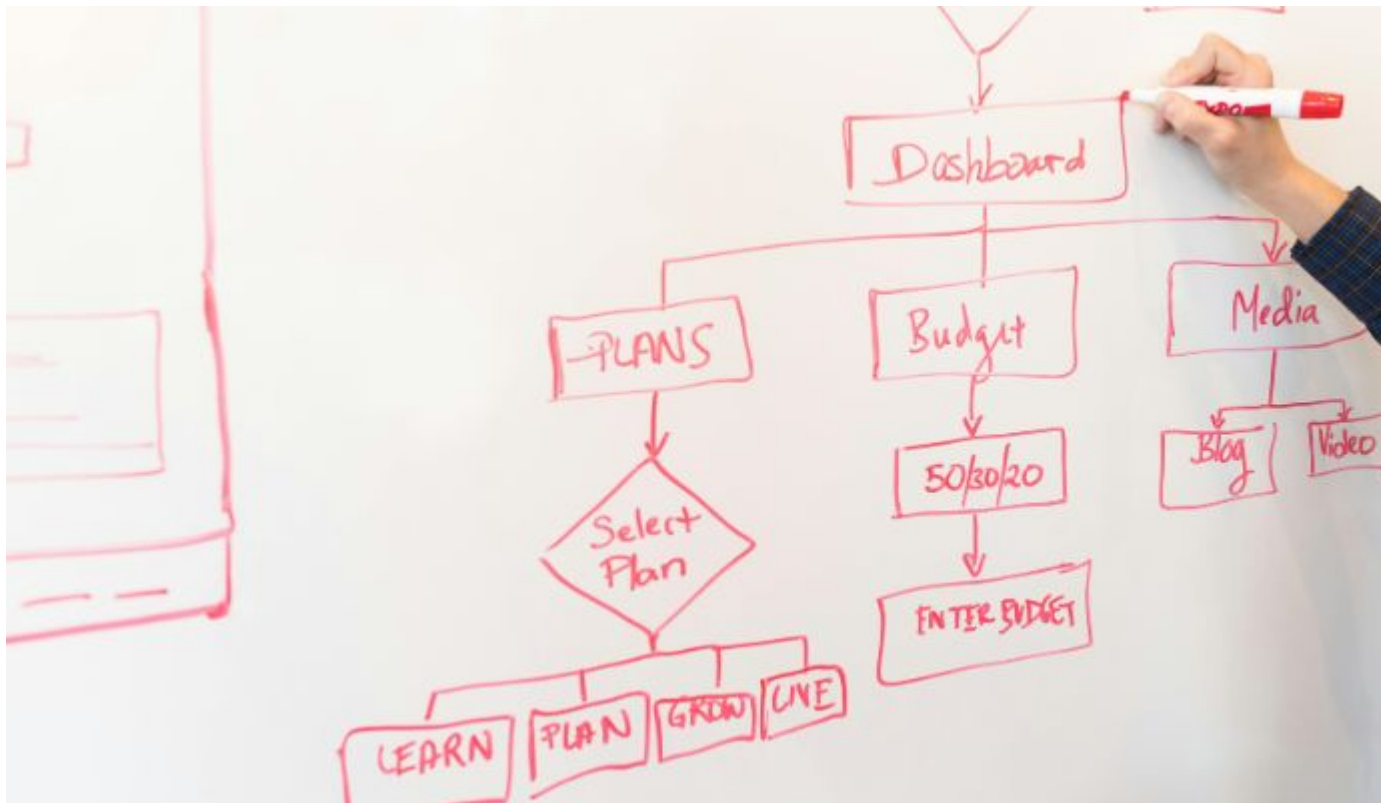 Dashboard
PLANS
Budget
Media
50/30/20
Blog
Video
Select
Plan
ENTER BUDGET
LEARN
PLAN
GROW
LIVE